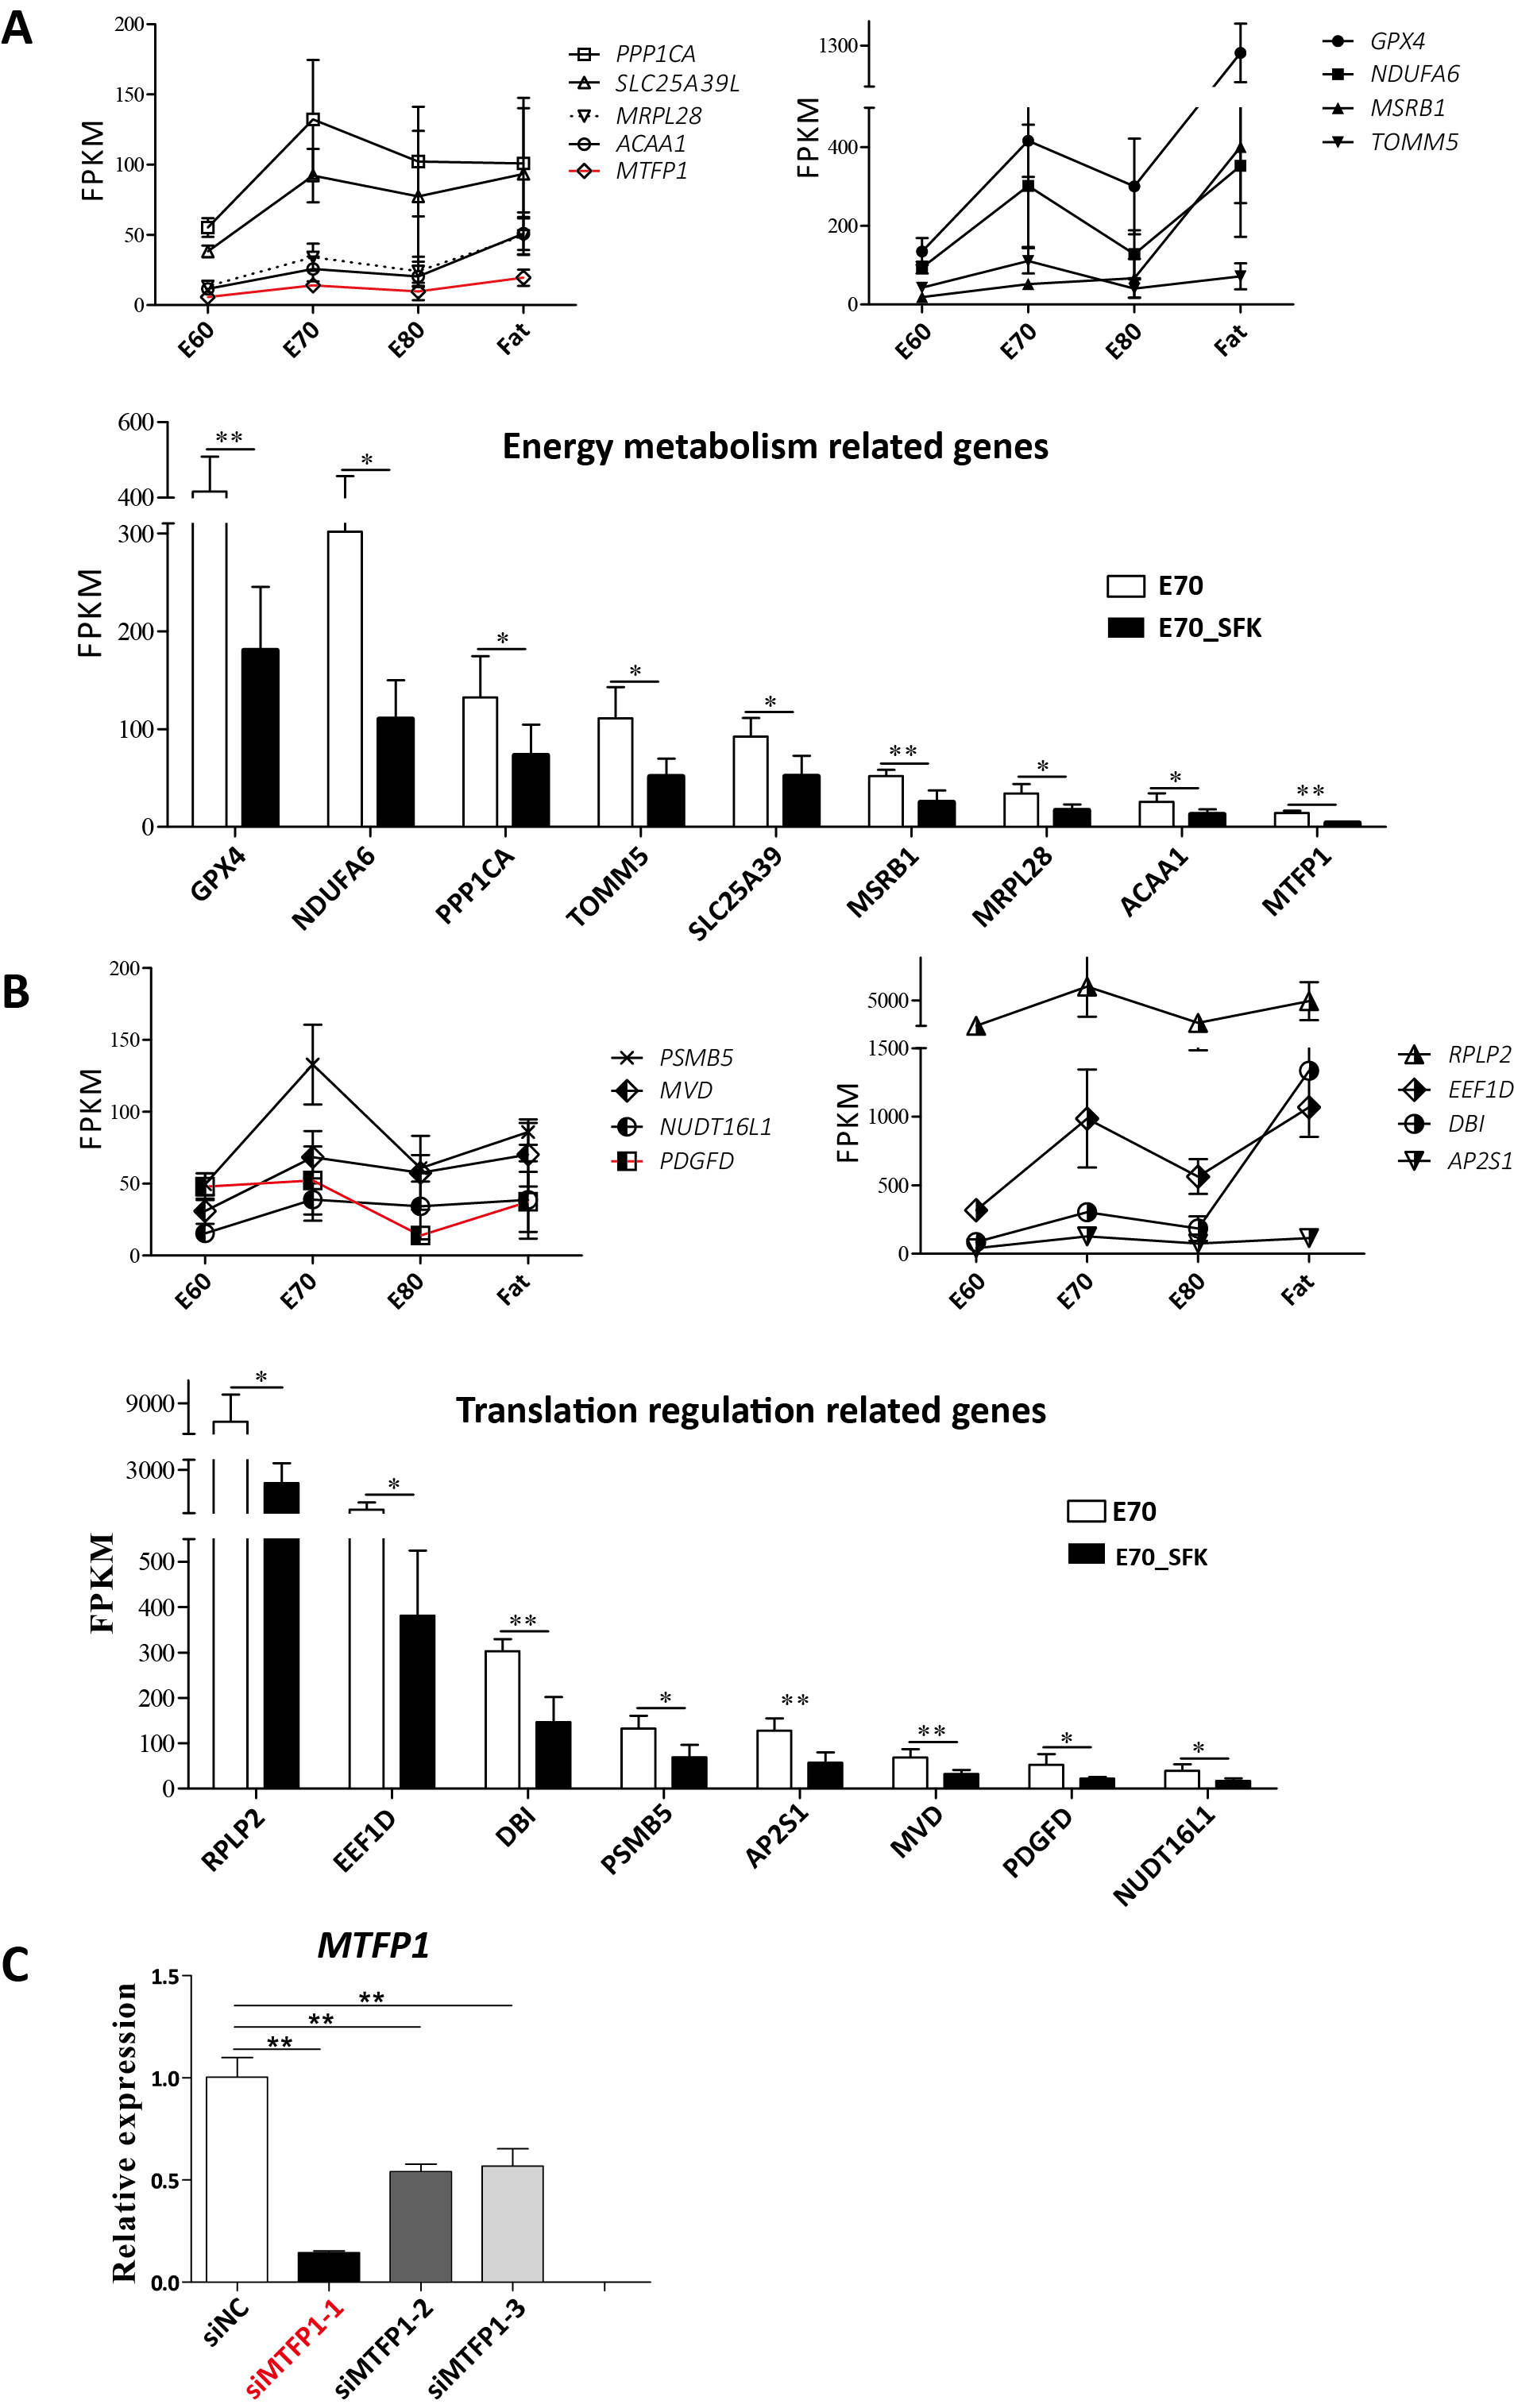 A
200
150
100
50
0
FPKM
E60
E70
E80
Fat
PPP1CA
SLC25A39L
MRPL28
ACAA1
MTFP1
1300
400
200
0
FPKM
E60
E70
E80
Fat
GPX4
NDUFA6
MSRB1
TOMM5
Energy metabolism related genes
600
400
300
200
100
0
FPKM
** * * * * ** * * **
E70
E70_SFK
GPX4
NDUFA6
PPP1CA
TOMM5
SLC25A39
MSRB1
MRPL28
ACAA1
MTFP1
B
200
150
100
50
0
FPKM
E60
E70
E80
Fat
PSMB5
MVD
NUDT16L1
PDGFD
5000
1500
1000
500
0
FPKM
E60
E70
E80
Fat
RPLP2
EEF1D
DBI
AP2S1
Translation regulation related genes
9000
3000
500
400
300
200
100
0
FPKM
* * ** * ** ** * *
E70
E70_SFK
RPLP2
EEF1D
DBI
PSMB5
AP2S1
MVD
PDGFD
NUDT16L1
C
MTFP1
1.5
1.0
0.5
0.0
Relative expression
**
**
**
siNC
siMTFP1-1
siMTFP1-2
siMTFP1-3